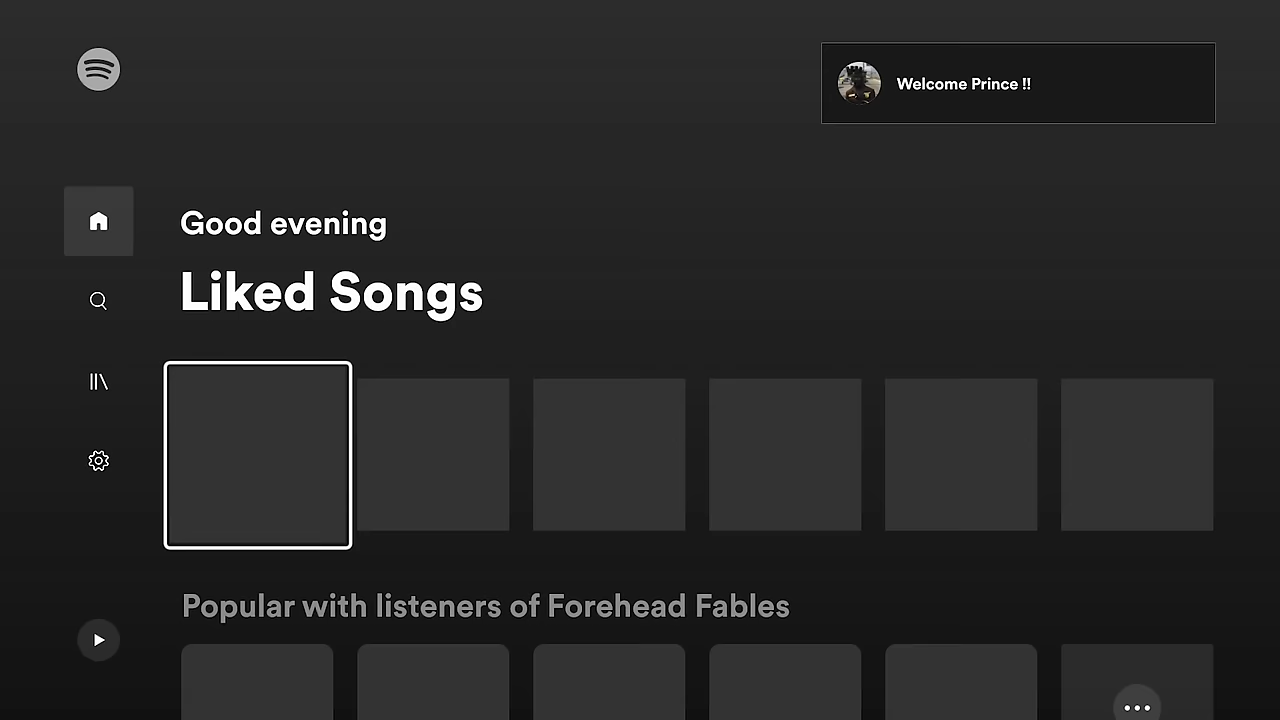 Welcome Prince !!
Good evening
Liked Songs
Popular with listeners of Forehead Fables